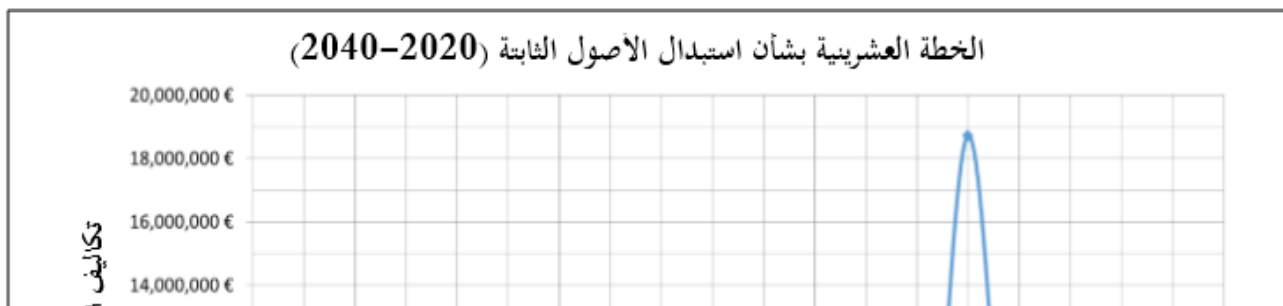 الخطة العشرينية بشأن استبدال الأصول الثابتة (2020–2040)
20,000,000 €
18,000,000 €
16,000,000 €
14,000,000 €
تكاليف